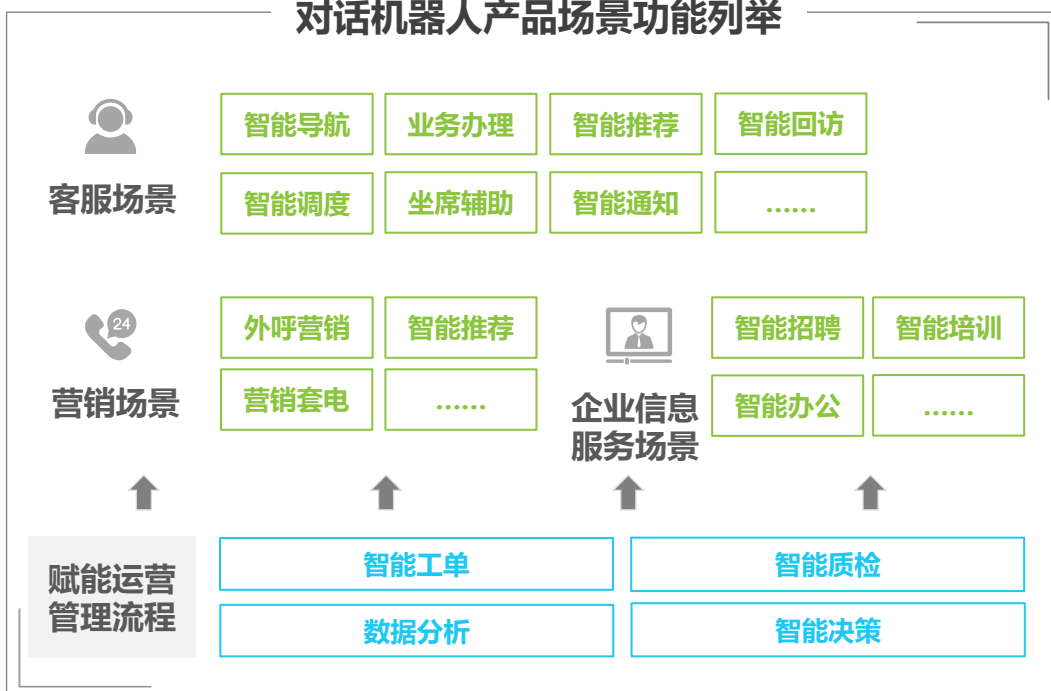 对话机器人产品场景功能列举
客服场景
智能导航
业务办理
智能推荐
智能回访
智能调度
坐席辅助
智能通知
……
营销场景
24
外呼营销
智能推荐
营销套电
……
企业信息
服务场景
智能招聘
智能培训
智能办公
……
赋能运营
管理流程
智能工单
智能质检
数据分析
智能决策